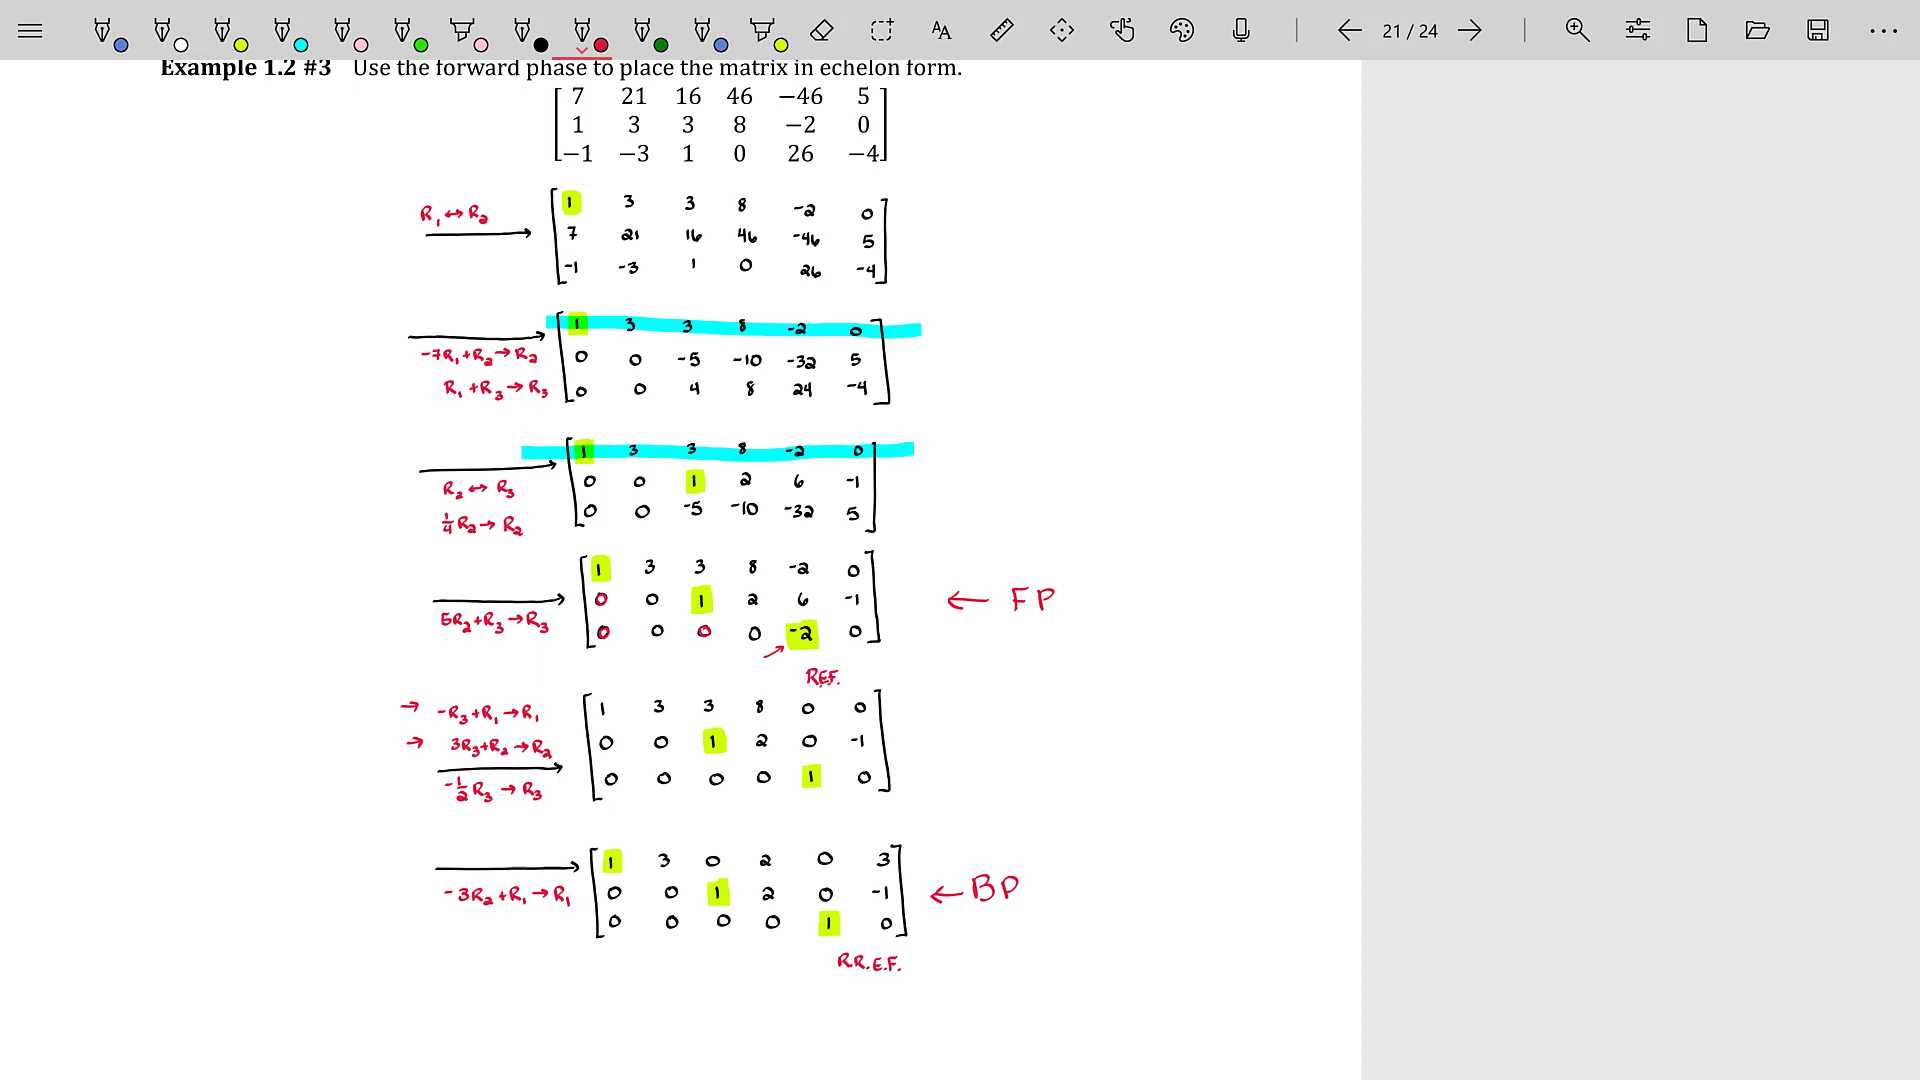 21 / 24
Example 1.2 #3 Use the forward phase to place the matrix in echelon form.
7 21 16 46 −46 5
1 3 3 8 −2 0
−1 −3 1 0 26 −4
R₁ ↔ R₂
1 3 3 8 -2 0
7 21 16 46 -46 5
-1 -3 1 0 26 -4
1 3 3 8 -2 0
-7R₁+R₂→R₂ 0 0 -5 -10 -32 5
R₁+R₃→R₃ 0 0 4 8 24 -4
1 3 3 8 -2 0
R₂ ↔ R₃ 0 0 1 2 6 -1
¼R₂→R₂ 0 0 -5 -10 -32 5
1 3 3 8 -2 0
0 0 1 2 6 -1 ← FP
5R₂+R₃→R₃ 0 0 0 0 -2 0
R.E.F.
→ -R₃+R₁→R₁ 1 3 3 8 0 0
→ 3R₃+R₂→R₂ 0 0 1 2 0 -1
-½R₃→R₃ 0 0 0 0 1 0
1 3 0 2 0 3
-3R₂+R₁→R₁ 0 0 1 2 0 -1 ← BP
0 0 0 0 1 0
R.R.E.F.